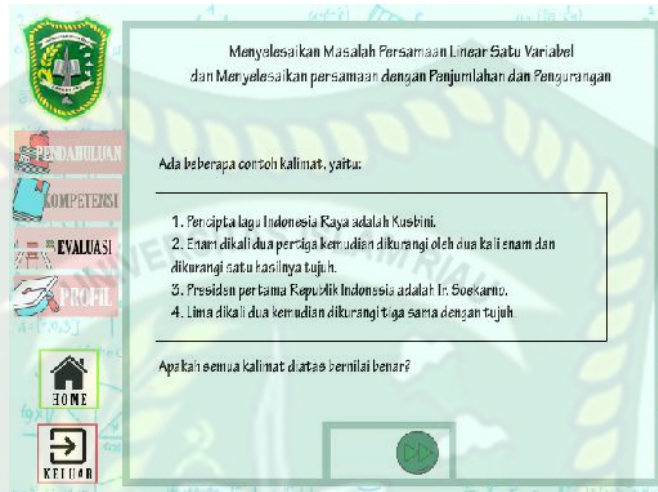 Menyelesaikan Masalah Persamaan Linear Satu Variabel
dan Menyelesaikan persamaan dengan Penjumlahan dan Pengurangan
PENDAHULUAN
KOMPETENSI
EVALUASI
PROFIL
HOME
KELUAR
Ada beberapa contoh kalimat, yaitu:
1. Pencipta lagu Indonesia Raya adalah Kusbini.
2. Enam dikali dua pertiga kemudian dikurangi oleh dua kali enam dan
dikurangi satu hasilnya tujuh.
3. Presiden pertama Republik Indonesia adalah Ir. Soekarno.
4. Lima dikali dua kemudian dikurangi tiga sama dengan tujuh.
Apakah semua kalimat diatas bernilai benar?